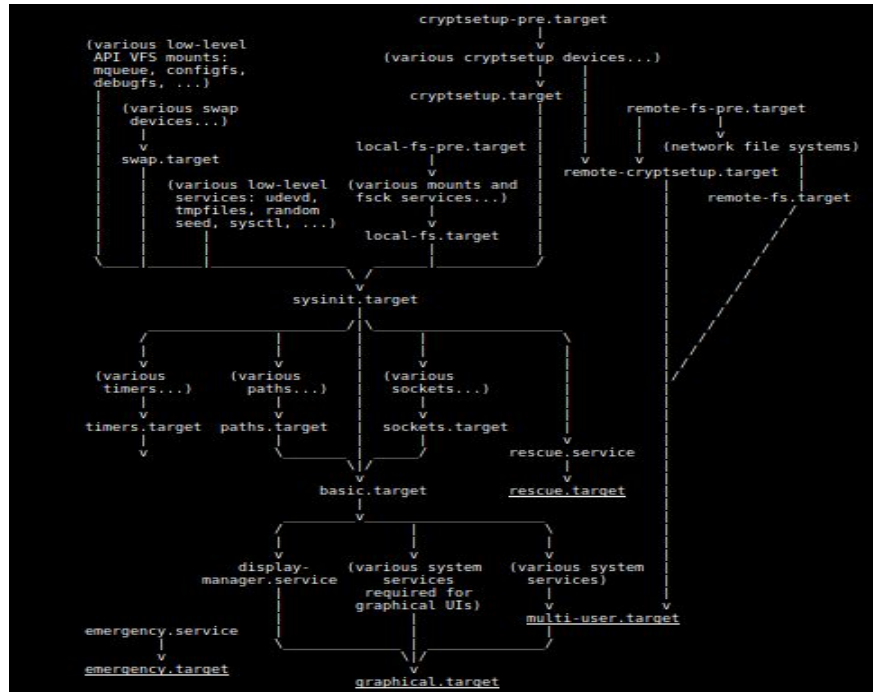 cryptsetup-pre.target
(various low-level
API VFS mounts:
mqueue, configfs,
debugfs, ...)
(various cryptsetup devices...)
cryptsetup.target
(various swap
devices...)
remote-fs-pre.target
swap.target
local-fs-pre.target
(network file systems)
remote-cryptsetup.target
(various low-level
services: udevd,
tmpfiles, random
seed, sysctl, ...)
(various mounts and
fsck services...)
remote-fs.target
local-fs.target
sysinit.target
(various
timers...)
(various
paths...)
(various
sockets...)
timers.target
paths.target
sockets.target
rescue.service
basic.target
rescue.target
display-
manager.service
(various system
services
required for
graphical UIs)
(various system
services)
multi-user.target
emergency.service
emergency.target
graphical.target